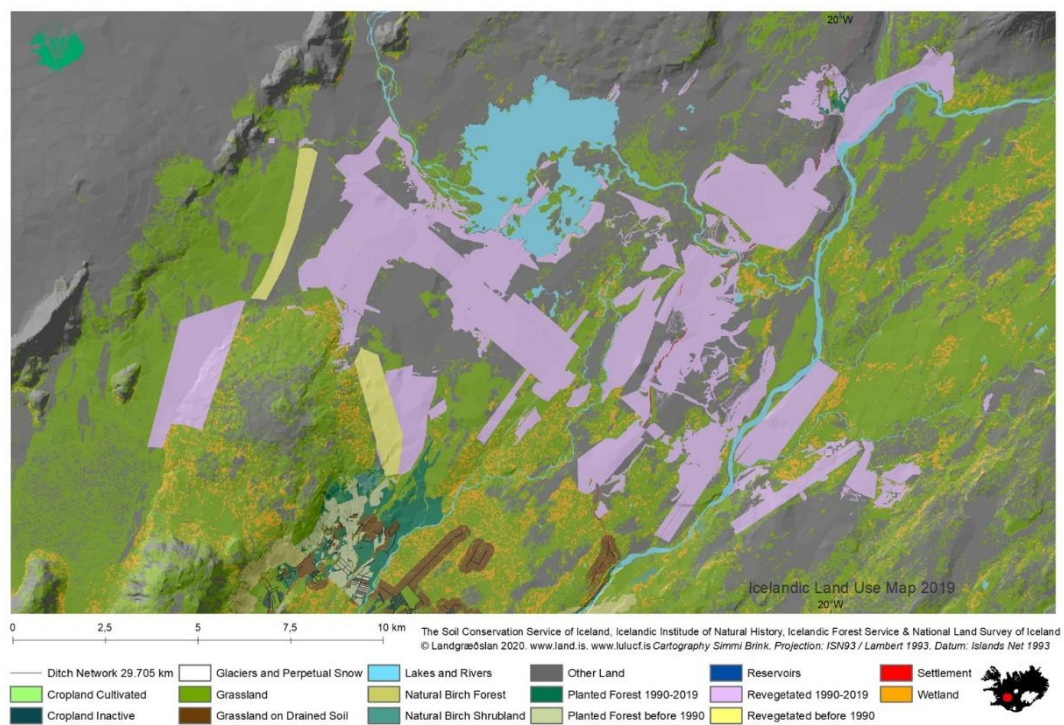 20°W
Icelandic Land Use Map 2019
20°W
0 2,5 5 7,5 10 km
The Soil Conservation Service of Iceland, Icelandic Institute of Natural History, Icelandic Forest Service & National Land Survey of Iceland
© Landgræðslan 2020. www.land.is. www.lulucf.is Cartography Simmi Brink. Projection: ISN93 / Lambert 1993. Datum: Islands Net 1993
Ditch Network 29.705 km Glaciers and Perpetual Snow Lakes and Rivers Other Land Reservoirs Settlement
Cropland Cultivated Grassland Natural Birch Forest Planted Forest 1990-2019 Revegetated 1990-2019 Wetland
Cropland Inactive Grassland on Drained Soil Natural Birch Shrubland Planted Forest before 1990 Revegetated before 1990